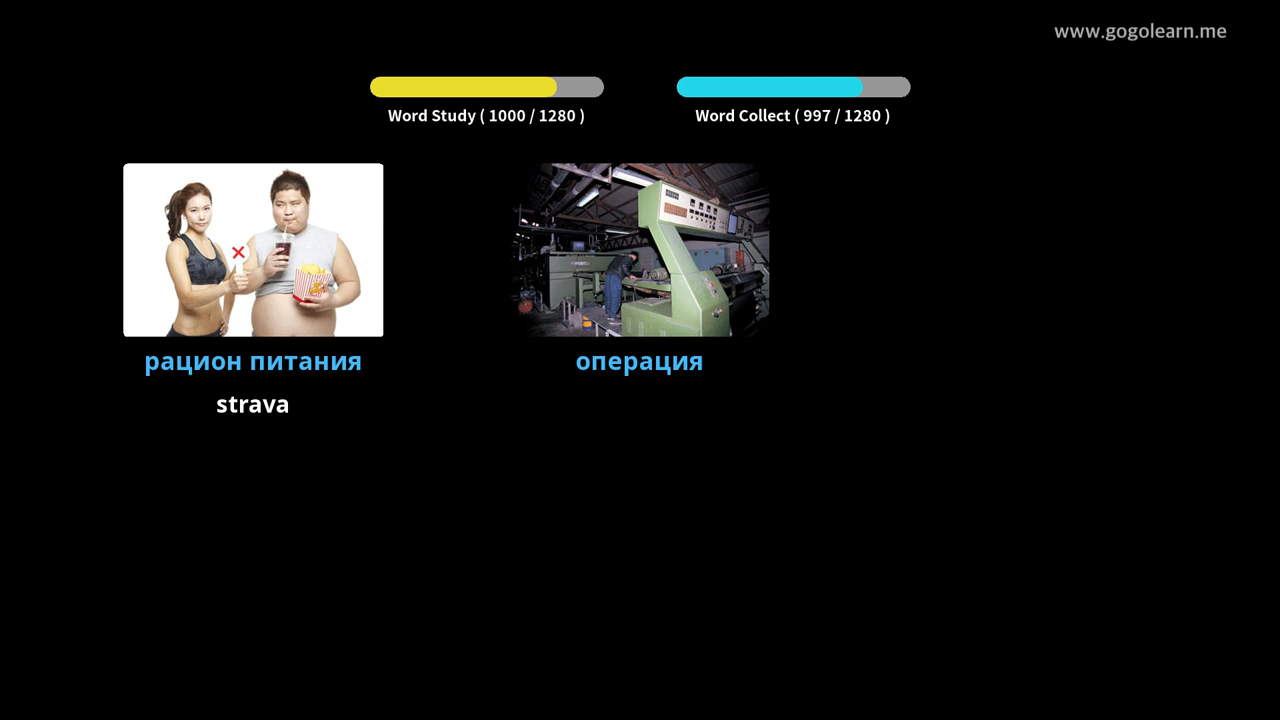 www.gogolearn.me
Word Study ( 1000 / 1280 )
Word Collect ( 997 / 1280 )
рацион питания
strava
операция